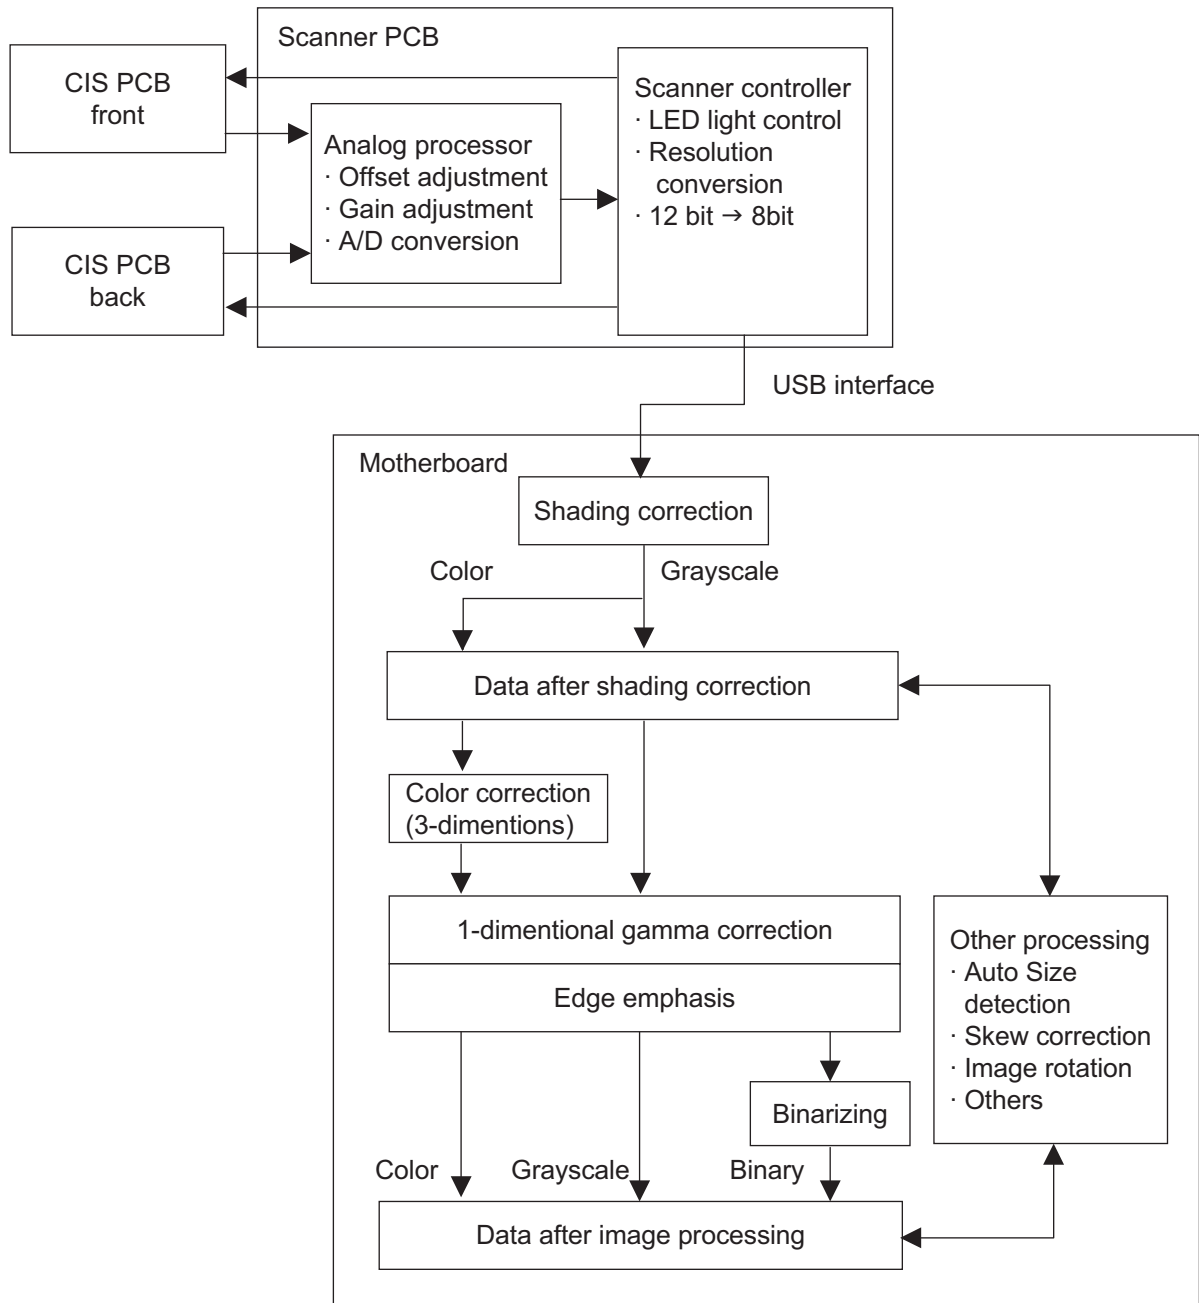 Scanner PCB
CIS PCB
front
Analog processor
· Offset adjustment
· Gain adjustment
· A/D conversion
Scanner controller
· LED light control
· Resolution
conversion
· 12 bit → 8bit
CIS PCB
back
USB interface
Motherboard
Shading correction
Color
Grayscale
Data after shading correction
Color correction
(3-dimentions)
1-dimentional gamma correction
Edge emphasis
Other processing
· Auto Size
detection
· Skew correction
· Image rotation
· Others
Binarizing
Color
Grayscale
Binary
Data after image processing